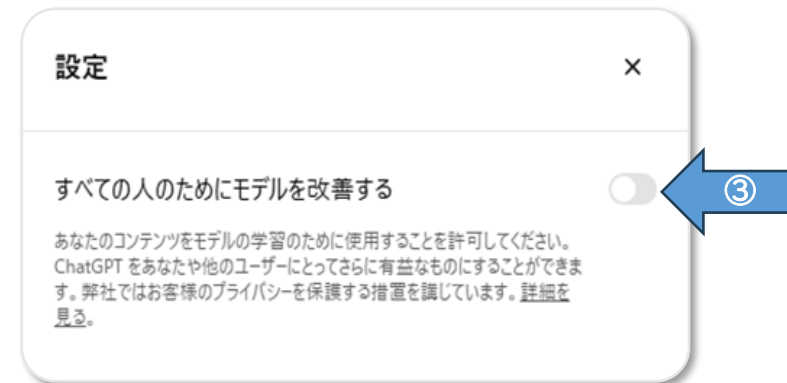 設定
×
すべての人のためにモデルを改善する
③
あなたのコンテンツをモデルの学習のために使用することを許可してください。
ChatGPT をあなたや他のユーザーにとってさらに有益なものにすることができま
す。弊社ではお客様のプライバシーを保護する措置を講じています。詳細を
見る。